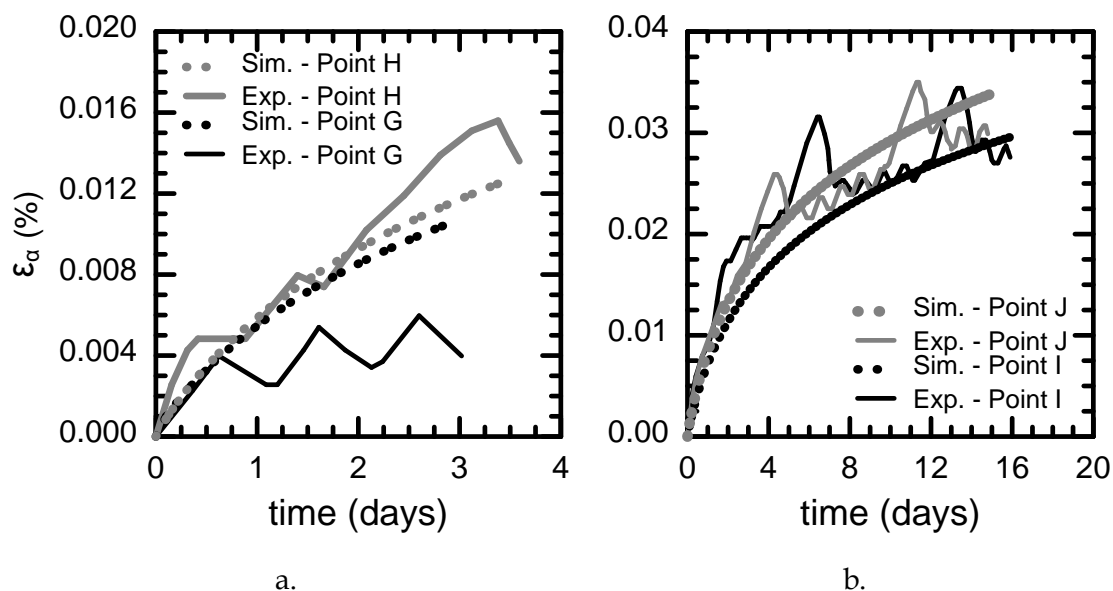 0.020
0.016
0.012
0.008
0.004
0.000
εα (%)
Sim. - Point H
Exp. - Point H
Sim. - Point G
Exp. - Point G
0 1 2 3 4
time (days)
a.
0.04
0.03
0.02
0.01
0.00
Sim. - Point J
Exp. - Point J
Sim. - Point I
Exp. - Point I
0 4 8 12 16 20
time (days)
b.